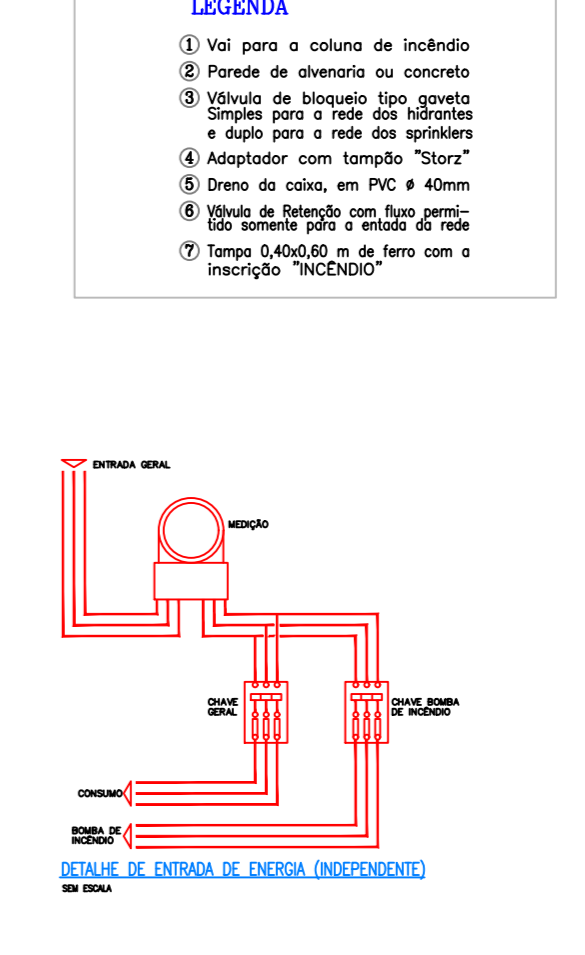 LEGENDA
1 Vai para a coluna de incêndio
2 Parede de alvenaria ou concreto
3 Válvula de bloqueio tipo gaveta
Simples para a rede dos hidrantes
e duplo para a rede dos sprinklers
4 Adaptador com tampão "Storz"
5 Dreno da caixa, em PVC ø 40mm
6 Válvula de Retenção com fluxo permi-
tido somente para a entada da rede
7 Tampa 0,40x0,60 m de ferro com a
inscrição "INCÊNDIO"
ENTRADA GERAL
MEDIÇÃO
CHAVE
GERAL
CHAVE BOMBA
DE INCÊNDIO
CONSUMO
BOMBA DE
INCÊNDIO
DETALHE DE ENTRADA DE ENERGIA (INDEPENDENTE)
SEM ESCALA